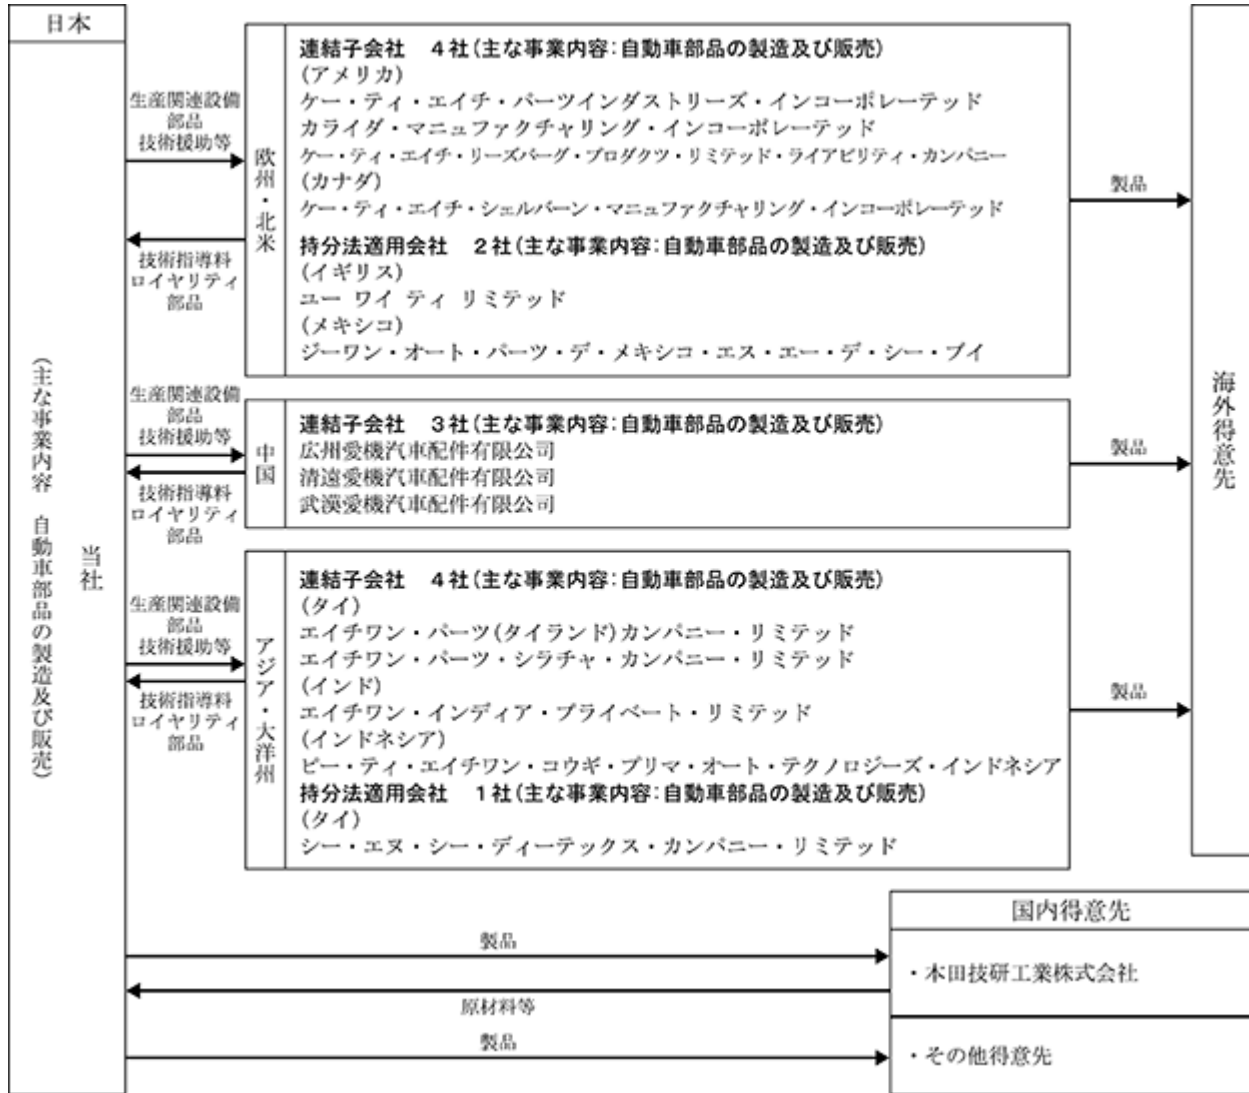 日本
当社
(主な事業内容　自動車部品の製造及び販売)
生産関連設備
部品
技術援助等
技術指導料
ロイヤリティ
部品
欧州・北米
連結子会社　４社(主な事業内容：自動車部品の製造及び販売)
(アメリカ)
ケー・ティ・エイチ・パーツインダストリーズ・インコーポレーテッド
カライダ・マニュファクチャリング・インコーポレーテッド
ケー・ティ・エイチ・リーズバーグ・プロダクツ・リミテッド・ライアビリティ・カンパニー
(カナダ)
ケー・ティ・エイチ・シェルバーン・マニュファクチャリング・インコーポレーテッド
持分法適用会社　２社(主な事業内容：自動車部品の製造及び販売)
(イギリス)
ユー ワイ ティ リミテッド
(メキシコ)
ジーワン・オート・パーツ・デ・メキシコ・エス・エー・デ・シー・ブイ
製品
生産関連設備
部品
技術援助等
技術指導料
ロイヤリティ
部品
中国
連結子会社　３社(主な事業内容：自動車部品の製造及び販売)
広州愛機汽車配件有限公司
清遠愛機汽車配件有限公司
武漢愛機汽車配件有限公司
製品
生産関連設備
部品
技術援助等
技術指導料
ロイヤリティ
部品
アジア・大洋州
連結子会社　４社(主な事業内容：自動車部品の製造及び販売)
(タイ)
エイチワン・パーツ(タイランド)カンパニー・リミテッド
エイチワン・パーツ・シラチャ・カンパニー・リミテッド
(インド)
エイチワン・インディア・プライベート・リミテッド
(インドネシア)
ピー・ティ・エイチワン・コウギ・プリマ・オート・テクノロジーズ・インドネシア
持分法適用会社　１社(主な事業内容：自動車部品の製造及び販売)
(タイ)
シー・エヌ・シー・ディーテックス・カンパニー・リミテッド
製品
海外得意先
国内得意先
製品
・本田技研工業株式会社
原材料等
製品
・その他得意先